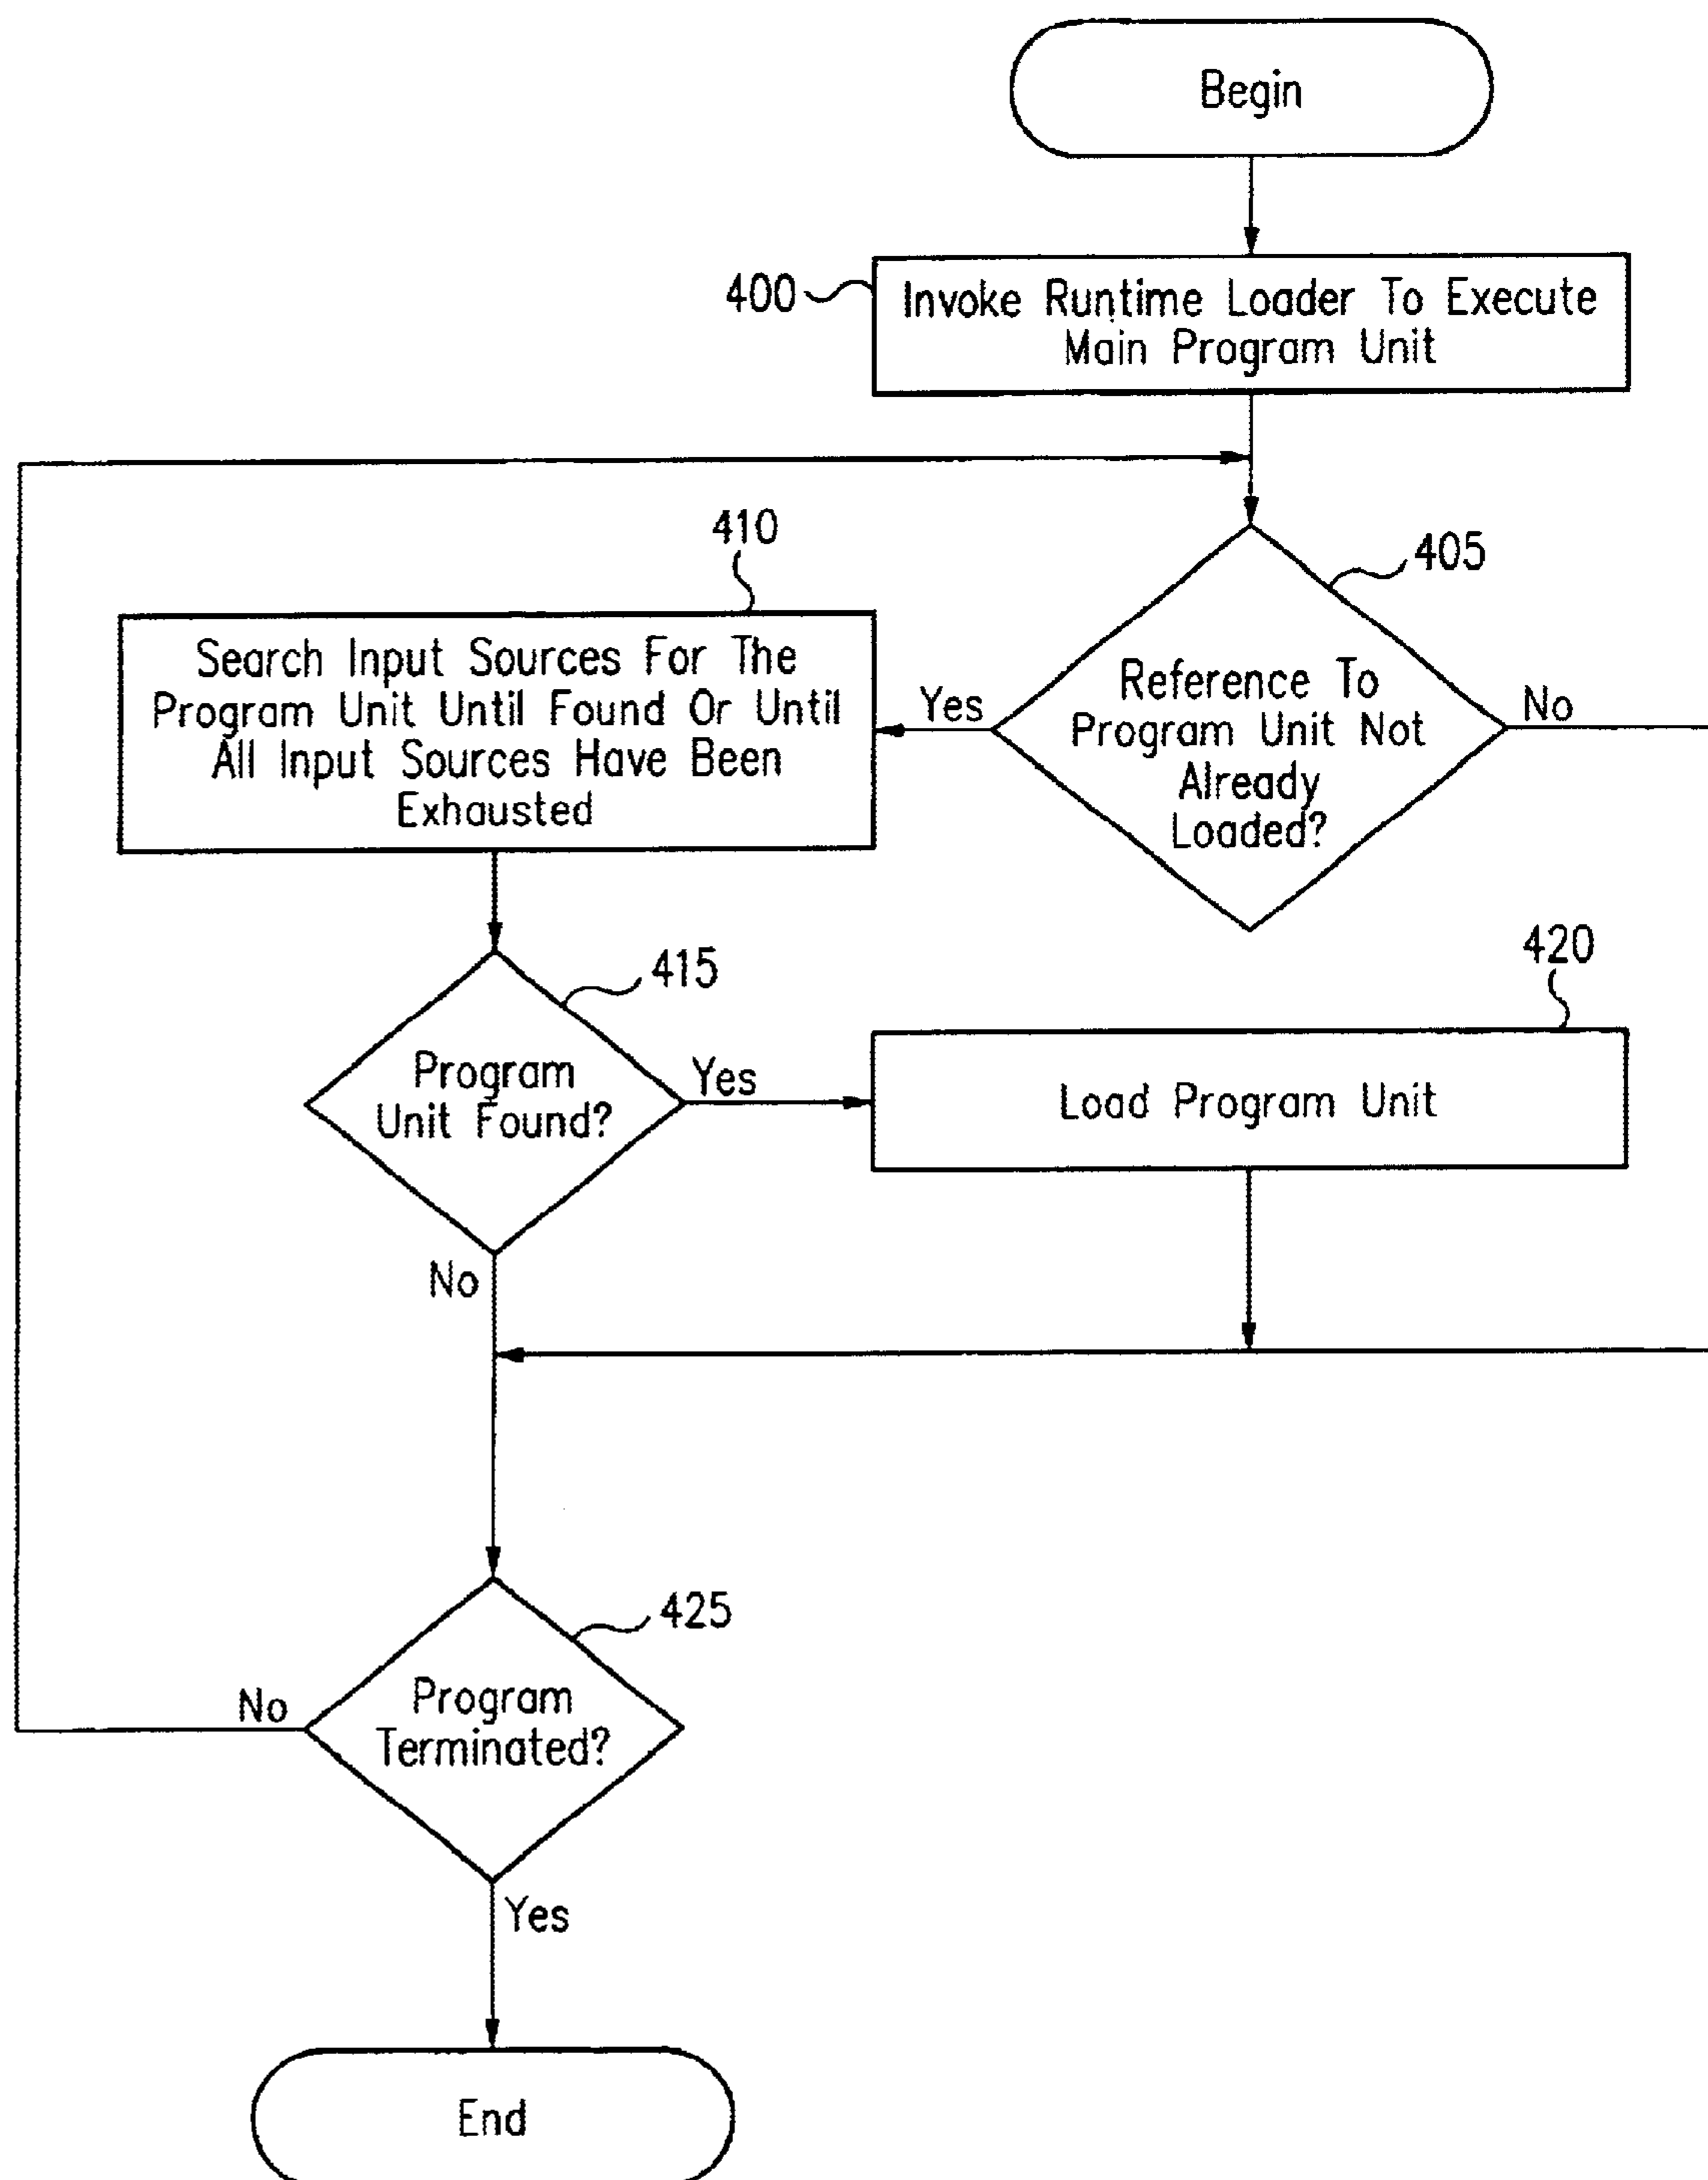 Begin
400
Invoke Runtime Loader To Execute
Main Program Unit
410
405
Search Input Sources For The
Program Unit Until Found Or Until
All Input Sources Have Been
Exhausted
Yes
Reference To
Program Unit Not
Already
Loaded?
No
415
420
Program
Unit Found?
Yes
Load Program Unit
No
425
No
Program
Terminated?
Yes
End